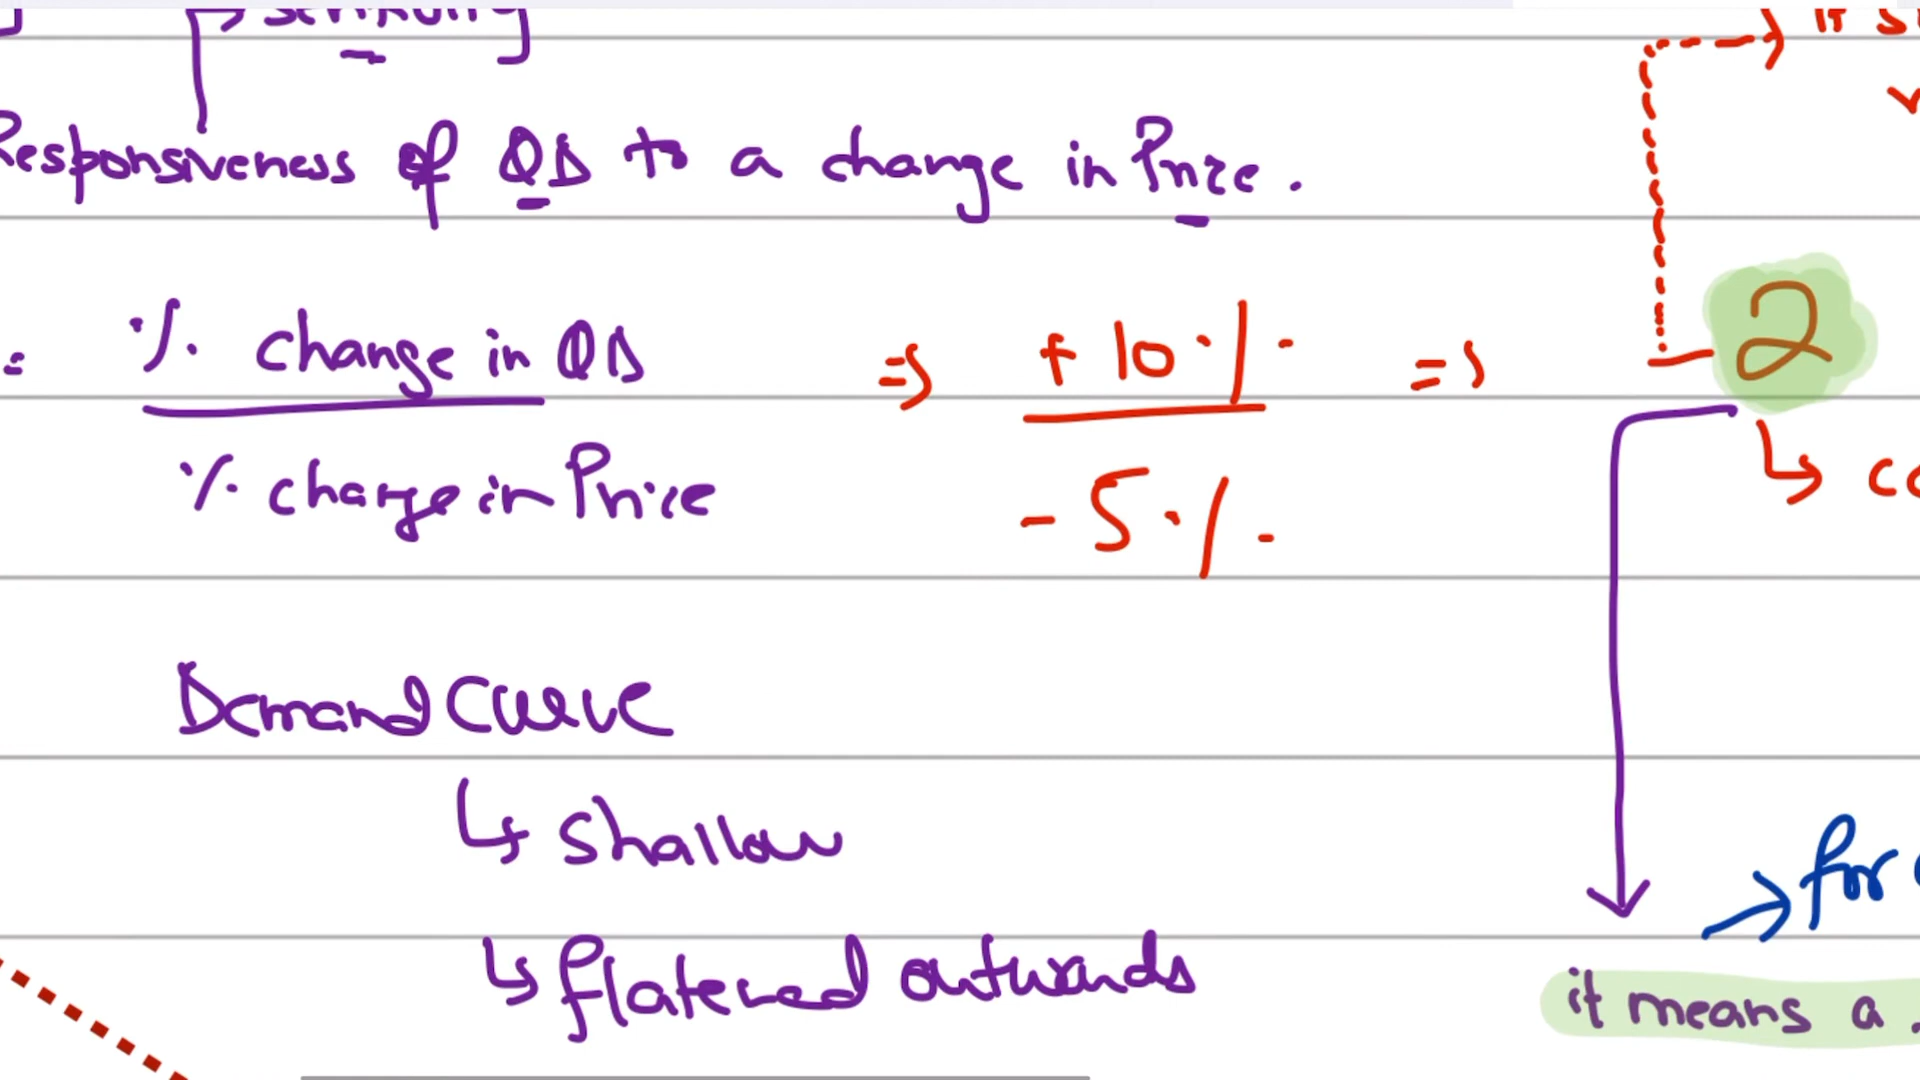 Responsiveness of QD to a change in Price.
= % change in QD / % change in Price => +10% / -5% => 2
Demand Curve
↳ shallow
↳ flatened outwards
→ for
it means a